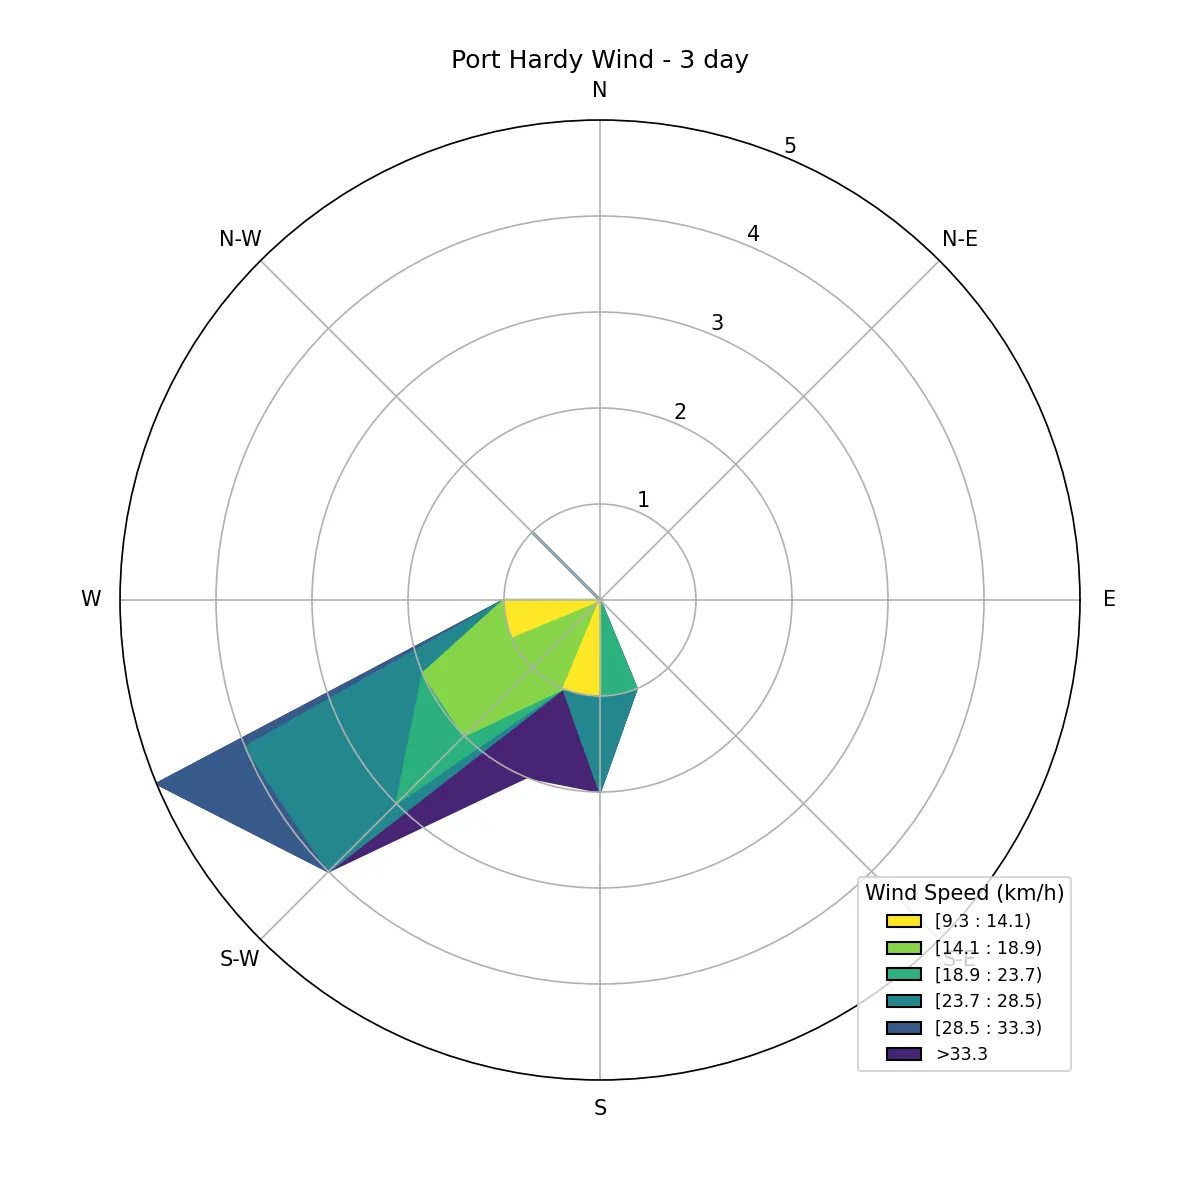 Port Hardy Wind - 3 day
N
5
N-W
4
N-E
3
2
1
W
E
S-W
S-E
S
Wind Speed (km/h)
[9.3 : 14.1)
[14.1 : 18.9)
[18.9 : 23.7)
[23.7 : 28.5)
[28.5 : 33.3)
>33.3